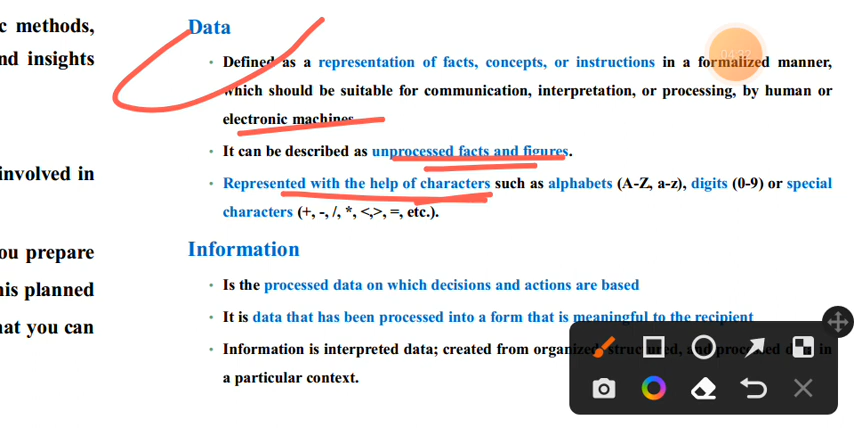 c methods,
nd insights
involved in
ou prepare
his planned
hat you can
Data
• Defined as a representation of facts, concepts, or instructions in a formalized manner,
which should be suitable for communication, interpretation, or processing, by human or
electronic machines
• It can be described as unprocessed facts and figures.
• Represented with the help of characters such as alphabets (A-Z, a-z), digits (0-9) or special
characters (+, -, /, *, <,>, =, etc.).
Information
• Is the processed data on which decisions and actions are based
• It is data that has been processed into a form that is meaningful to the recipient
• Information is interpreted data; created from organized, structured, and processed data in
a particular context.